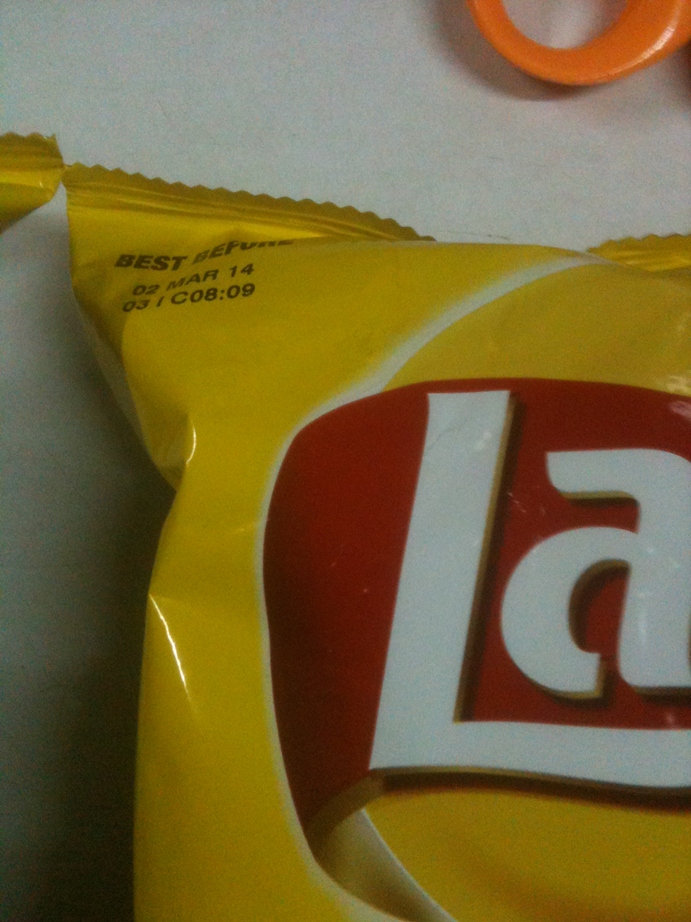 BEST BEFORE
02 MAR 14
03 / C08:09
La